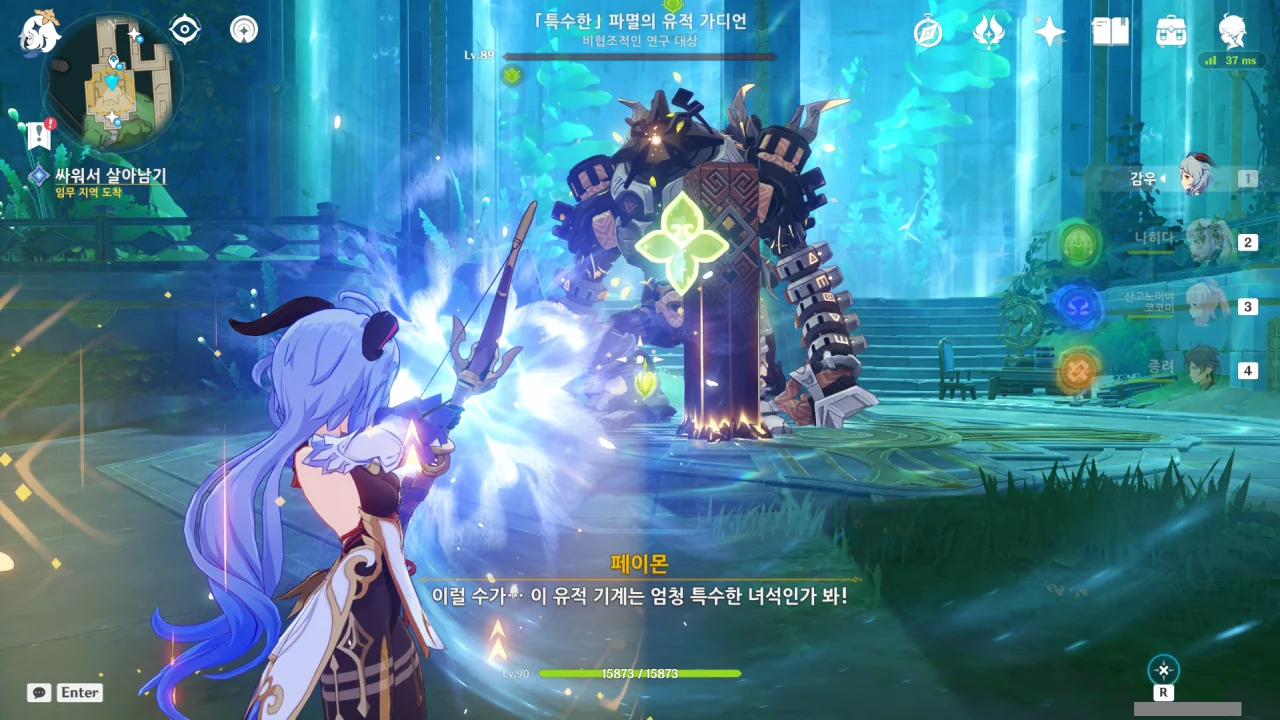 「특수한」 파멸의 유적 가디언
비협조적인 연구 대상
Lv.89
N
37 ms
싸워서 살아남기
임무 지역 도착
감우
1
나히다
2
산고노미야
코코미
3
종려
4
페이몬
이럴 수가… 이 유적 기계는 엄청 특수한 녀석인가 봐!
Lv.90
15873 / 15873
Enter
R